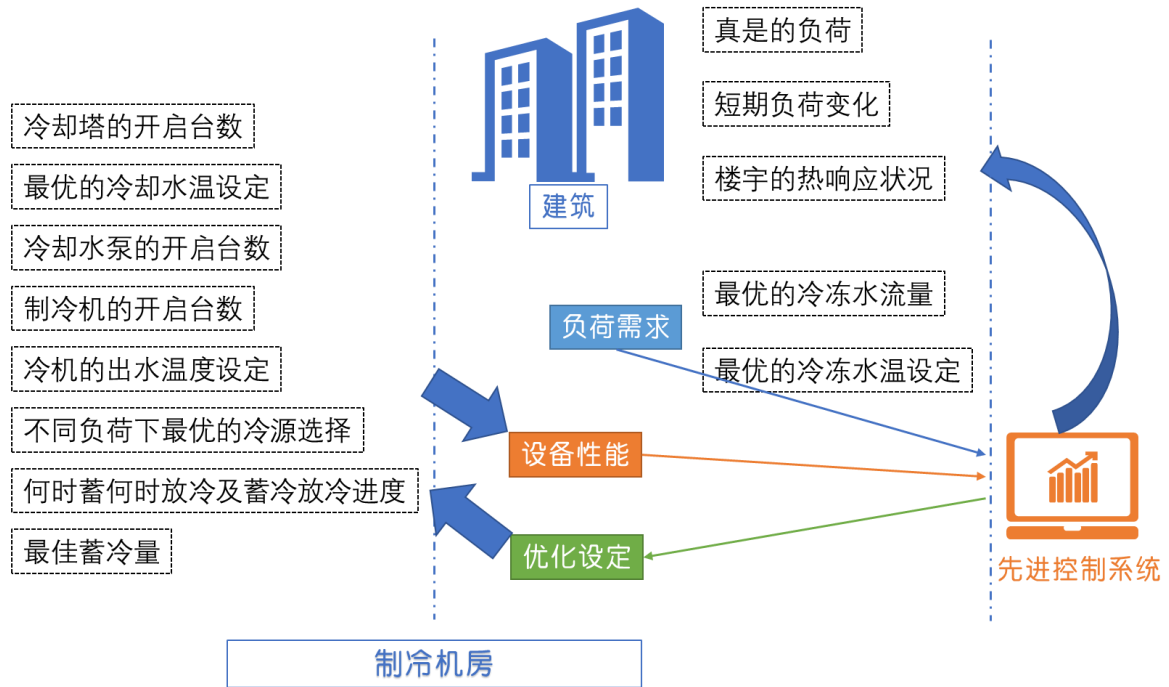 冷却塔的开启台数
最优的冷却水温设定
冷却水泵的开启台数
制冷机的开启台数
冷机的出水温度设定
不同负荷下最优的冷源选择
何时蓄何时放冷及蓄冷放冷进度
最佳蓄冷量
建筑
真是的负荷
短期负荷变化
楼宇的热响应状况
最优的冷冻水流量
最优的冷冻水温设定
负荷需求
设备性能
优化设定
先进控制系统
制冷机房